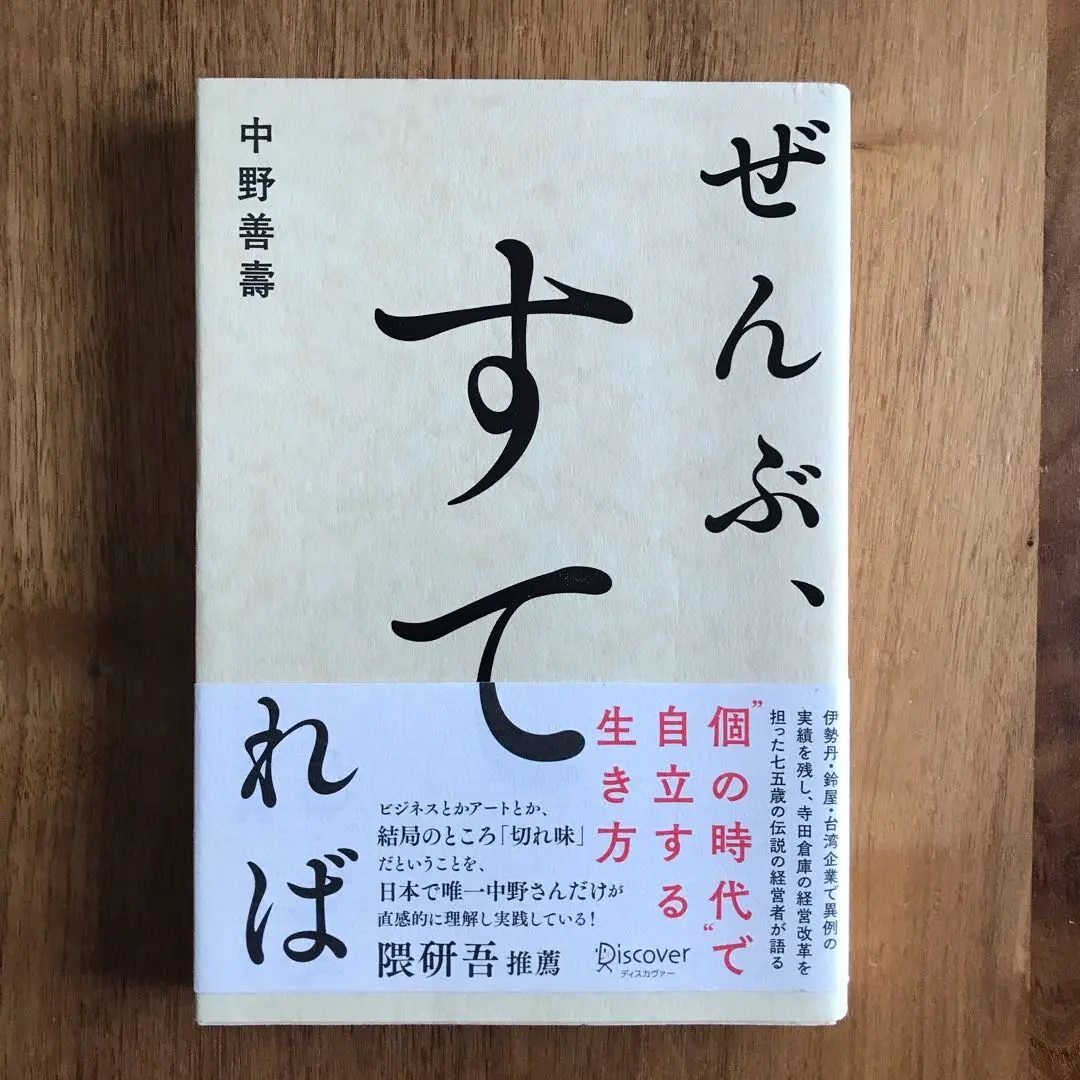 ぜんぶ、
すて
れば
中野善壽
伊勢丹・鈴屋・台湾企業で異例の
実績を残し、寺田倉庫の経営改革を
担った七五歳の伝説の経営者が語る
"個の時代"で
自立する
生き方
ビジネスとかアートとか、
結局のところ「切れ味」
だということを、
日本で唯一中野さんだけが
直感的に理解し実践している!
隈研吾 推薦
Discover
ディスカヴァー